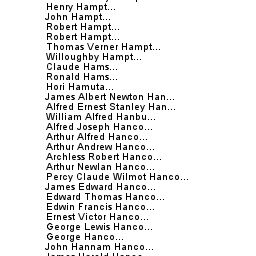 Henry Hampt...
John Hampt...
Robert Hampt...
Robert Hampt...
Thomas Verner Hampt...
Willoughby Hampt...
Claude Hams...
Ronald Hams...
Hori Hamuta...
James Albert Newton Han...
Alfred Ernest Stanley Han...
William Alfred Hanbu...
Alfred Joseph Hanco...
Arthur Alfred Hanco...
Arthur Andrew Hanco...
Archless Robert Hanco...
Arthur Newlan Hanco...
Percy Claude Wilmot Hanco...
James Edward Hanco...
Edward Thomas Hanco...
Edwin Francis Hanco...
Ernest Victor Hanco...
George Lewis Hanco...
George Hanco...
John Hannam Hanco...
James Harold Hanco...